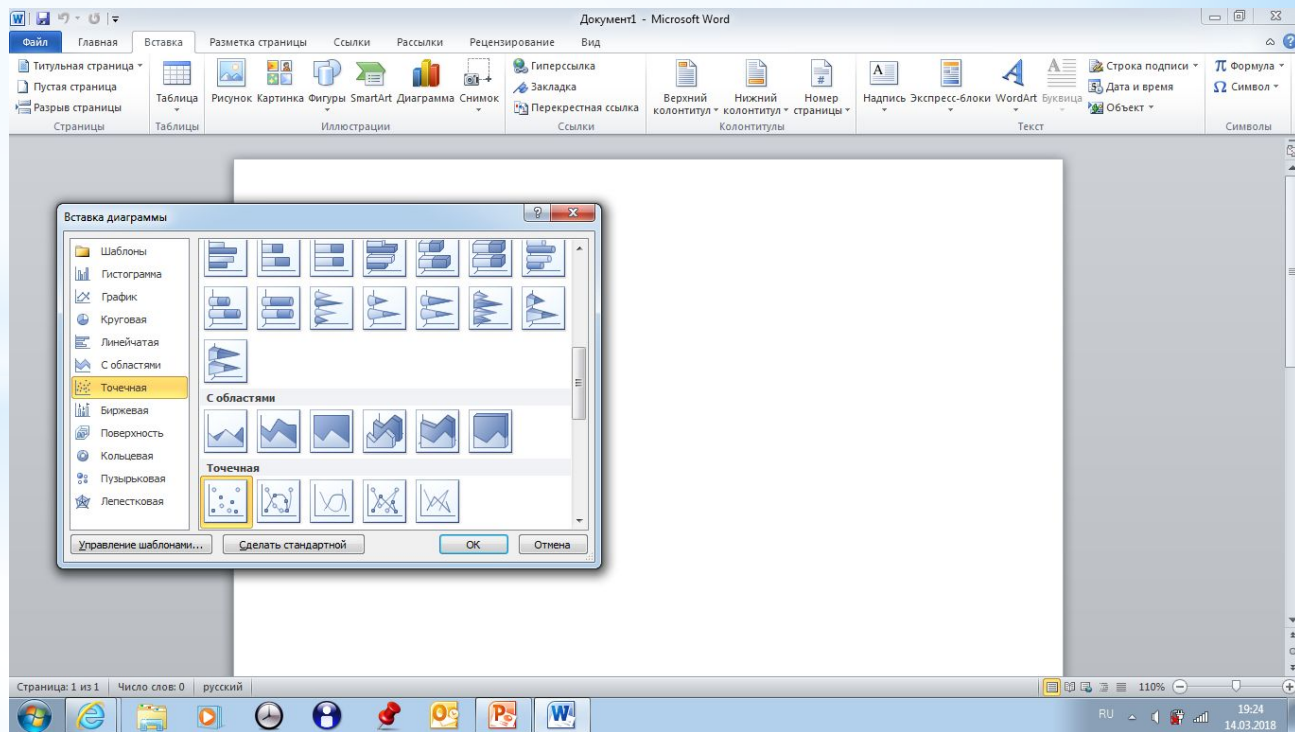 Документ1 - Microsoft Word
Файл Главная Вставка Разметка страницы Ссылки Рассылки Рецензирование Вид
Титульная страница
Пустая страница
Разрыв страницы
Страницы
Таблица
Таблицы
Рисунок Картинка Фигуры SmartArt Диаграмма Снимок
Иллюстрации
Гиперссылка
Закладка
Перекрестная ссылка
Ссылки
Верхний колонтитул
Нижний колонтитул
Номер страницы
Колонтитулы
Надпись Экспресс-блоки WordArt Буквица
Строка подписи
Дата и время
Объект
Текст
π Формула
Ω Символ
Символы
Вставка диаграммы
Шаблоны
Гистограмма
График
Круговая
Линейчатая
С областями
Точечная
Биржевая
Поверхность
Кольцевая
Пузырьковая
Лепестковая
С областями
Точечная
Управление шаблонами...
Сделать стандартной
ОК
Отмена
Страница: 1 из 1 Число слов: 0 русский
110%
RU
19:24
14.03.2018